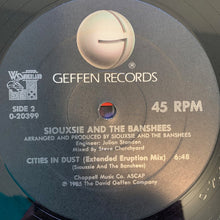 GEFFEN RECORDS
WONDERLAND
SIDE 2
0-20399
45 RPM
SIOUXSIE AND THE BANSHEES
ARRANGED AND PRODUCED BY SIOUXSIE AND THE BANSHEES
Engineer: Julian Standen
Mixed by Steve Churchyard
CITIES IN DUST (Extended Eruption Mix) 6:48
(Siouxsie And The Banshees)
Chappell Music Co. ASCAP
℗ 1985 The David Geffen Company